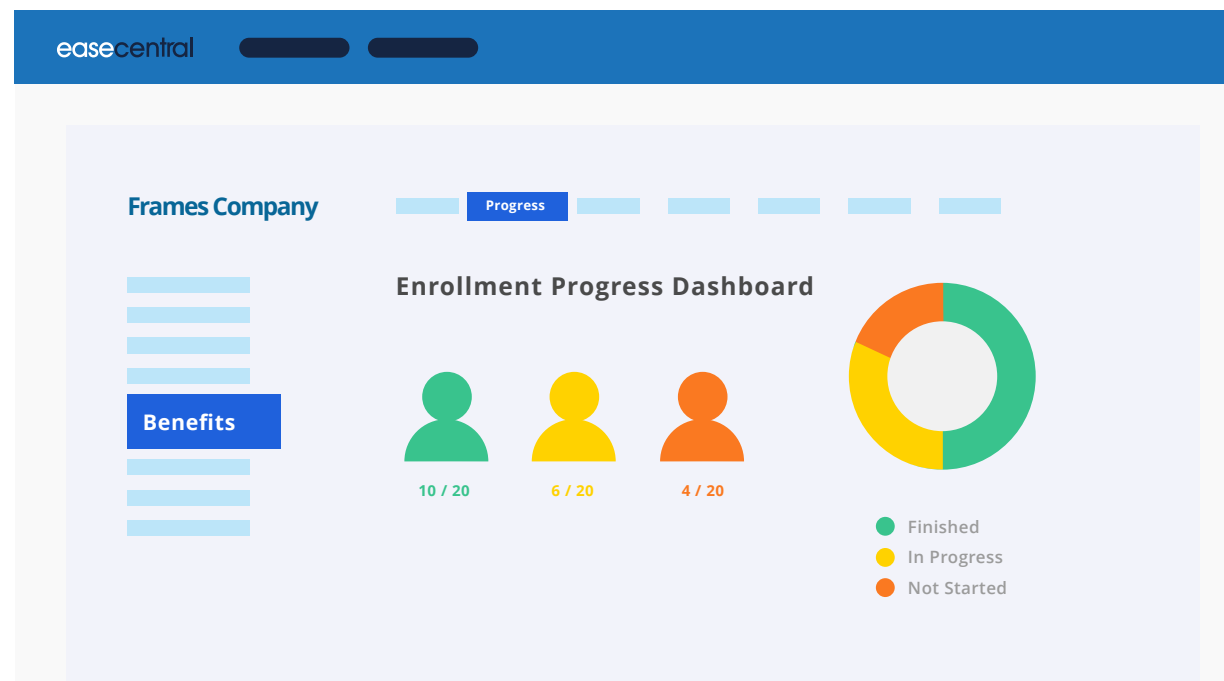 easecentral
Frames Company
Progress
Enrollment Progress Dashboard
Benefits
10 / 20
6 / 20
4 / 20
Finished
In Progress
Not Started